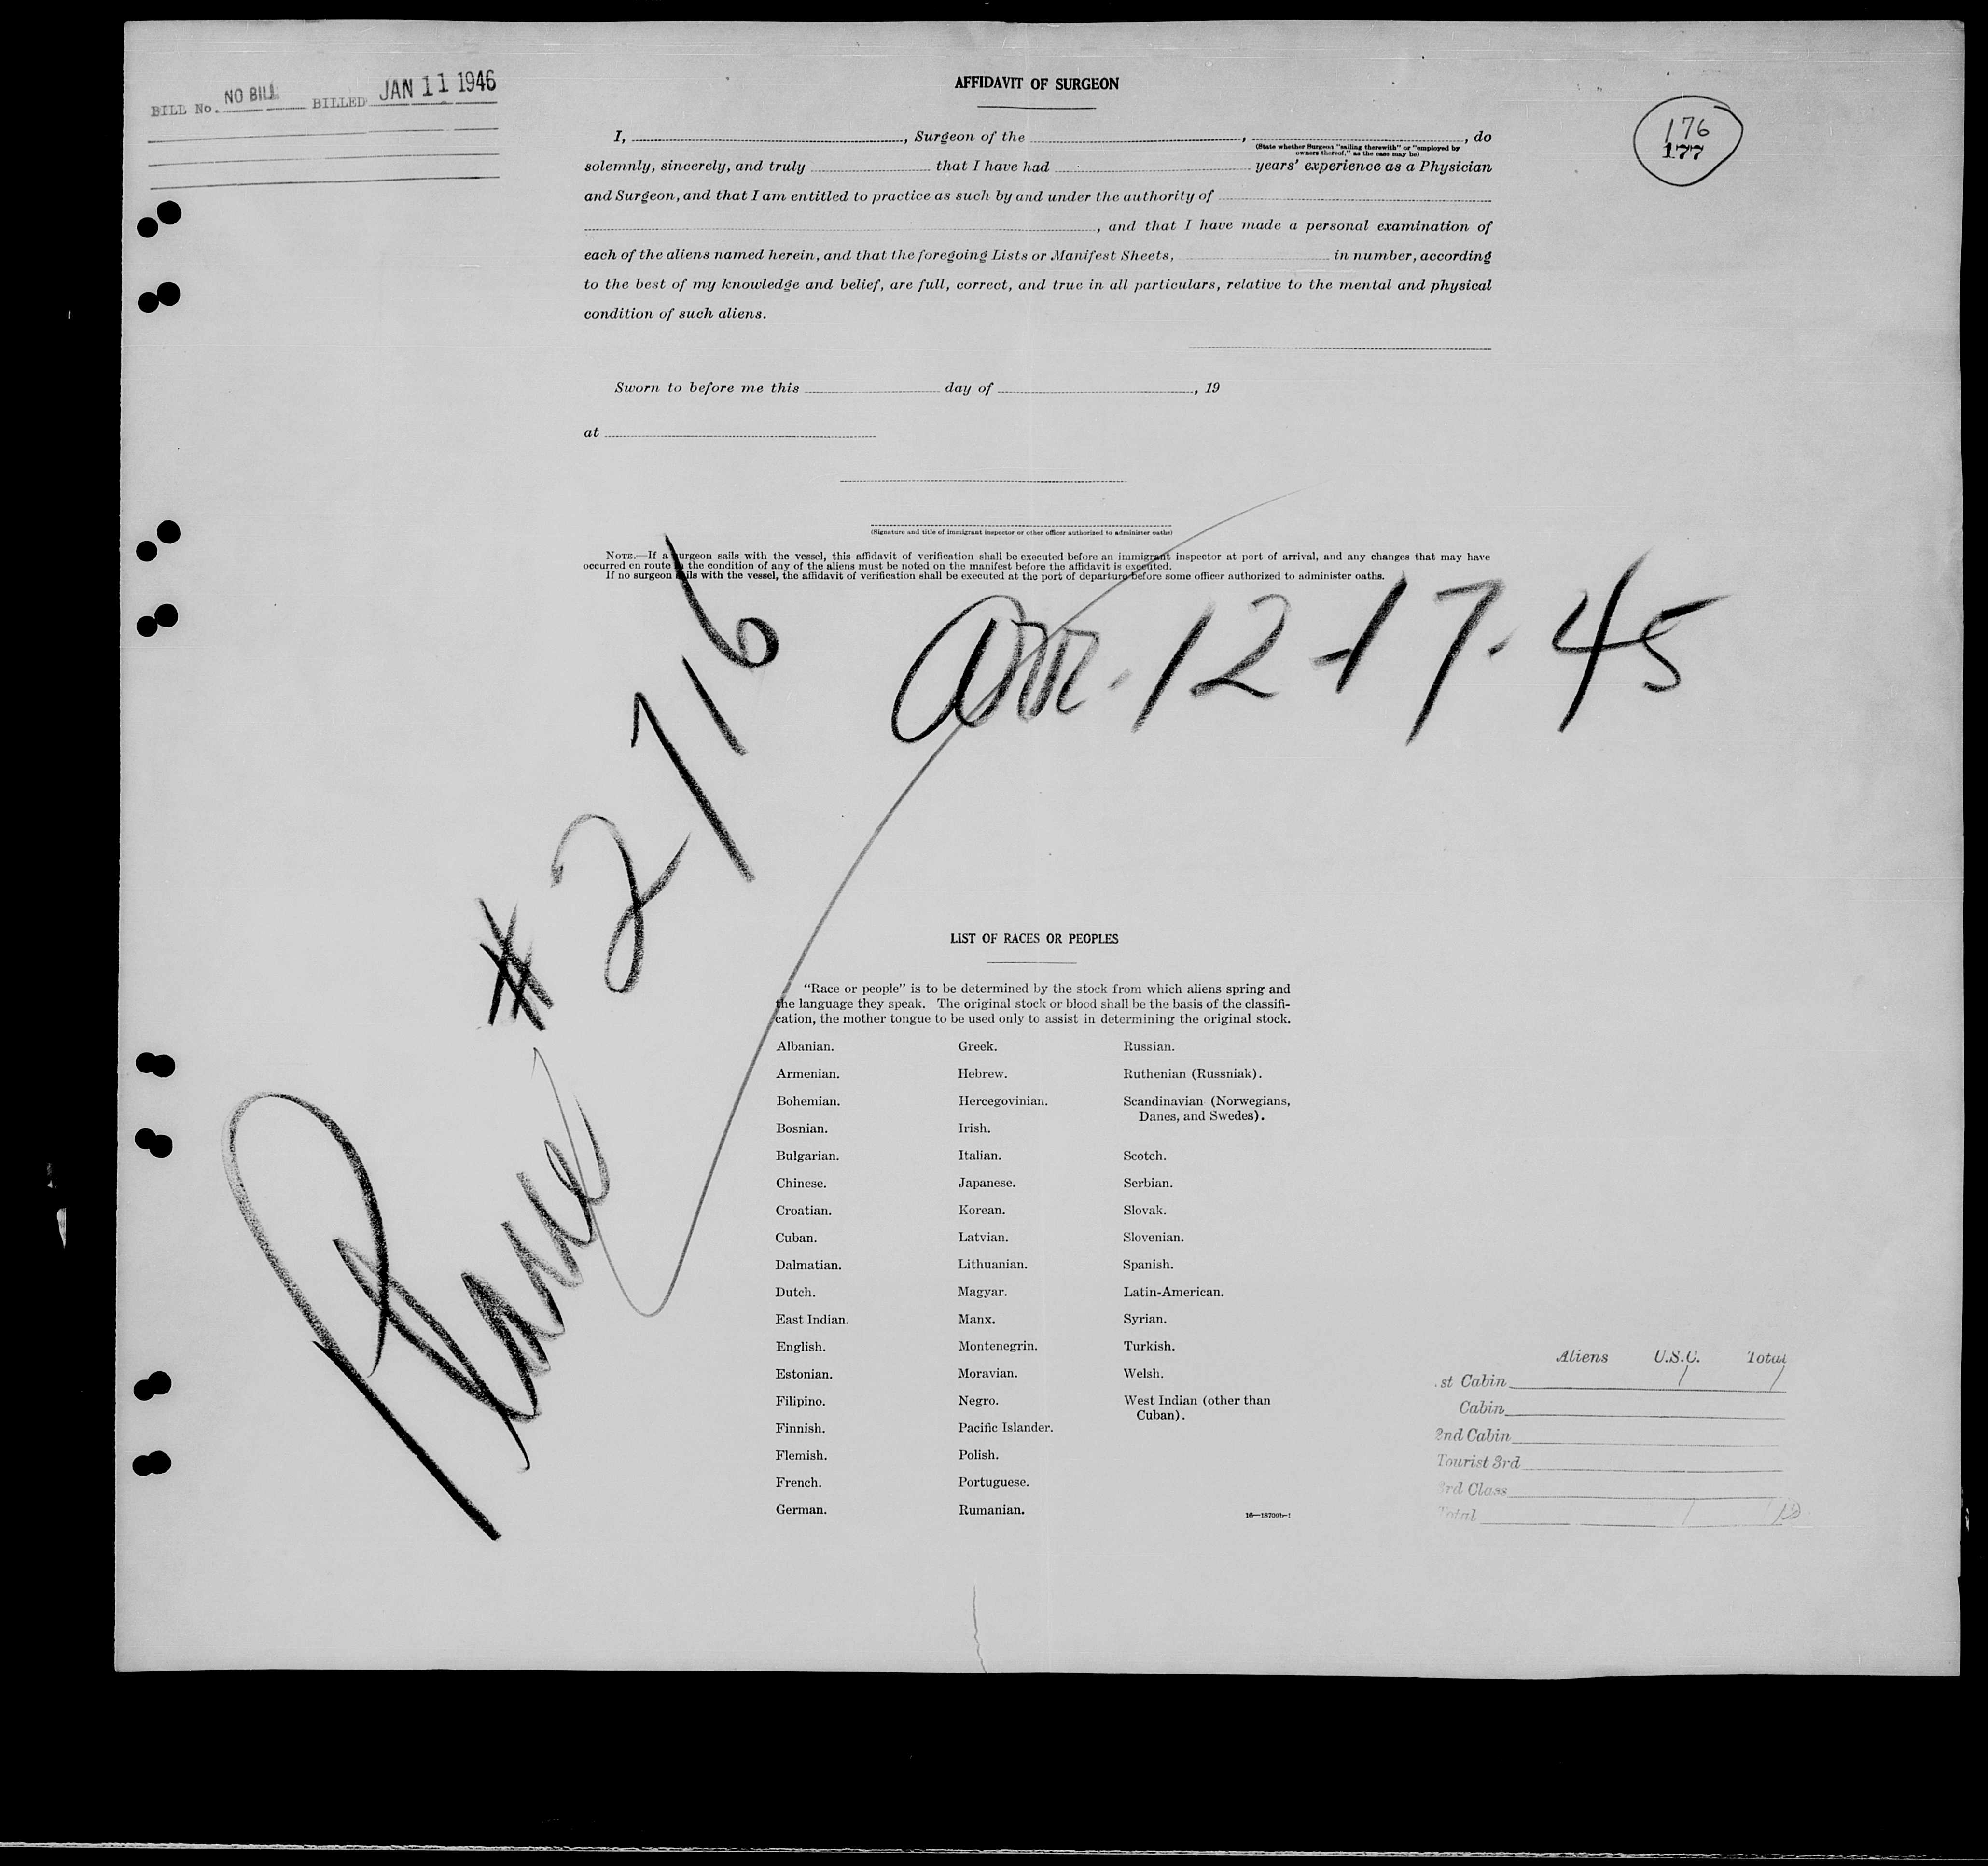 BILL No. NO BILL BILLED JAN 11 1946
AFFIDAVIT OF SURGEON
176
177
I, , Surgeon of the , , do
(State whether Surgeon "sailing therewith" or "employed by
owners thereof," as the case may be)
solemnly, sincerely, and truly that I have had years' experience as a Physician
and Surgeon, and that I am entitled to practice as such by and under the authority of
, and that I have made a personal examination of
each of the aliens named herein, and that the foregoing Lists or Manifest Sheets, in number, according
to the best of my knowledge and belief, are full, correct, and true in all particulars, relative to the mental and physical
condition of such aliens.
Sworn to before me this day of , 19
at
(Signature and title of immigrant inspector or other officer authorized to administer oaths)
NOTE.—If a surgeon sails with the vessel, this affidavit of verification shall be executed before an immigrant inspector at port of arrival, and any changes that may have
occurred en route in the condition of any of the aliens must be noted on the manifest before the affidavit is executed.
If no surgeon sails with the vessel, the affidavit of verification shall be executed at the port of departure before some officer authorized to administer oaths.
Arr. 12-17-45
Plane #2716
LIST OF RACES OR PEOPLES
"Race or people" is to be determined by the stock from which aliens spring and
the language they speak. The original stock or blood shall be the basis of the classifi-
cation, the mother tongue to be used only to assist in determining the original stock.
Albanian. Greek. Russian.
Armenian. Hebrew. Ruthenian (Russniak).
Bohemian. Hercegovinian. Scandinavian (Norwegians,
Danes, and Swedes).
Bosnian. Irish.
Bulgarian. Italian. Scotch.
Chinese. Japanese. Serbian.
Croatian. Korean. Slovak.
Cuban. Latvian. Slovenian.
Dalmatian. Lithuanian. Spanish.
Dutch. Magyar. Latin-American.
East Indian. Manx. Syrian.
English. Montenegrin. Turkish.
Estonian. Moravian. Welsh.
Filipino. Negro. West Indian (other than
Cuban).
Finnish. Pacific Islander.
Flemish. Polish.
French. Portuguese.
German. Rumanian.
Aliens U.S.C. Total
st Cabin 1 1
Cabin
2nd Cabin
Tourist 3rd
3rd Class
Total 1